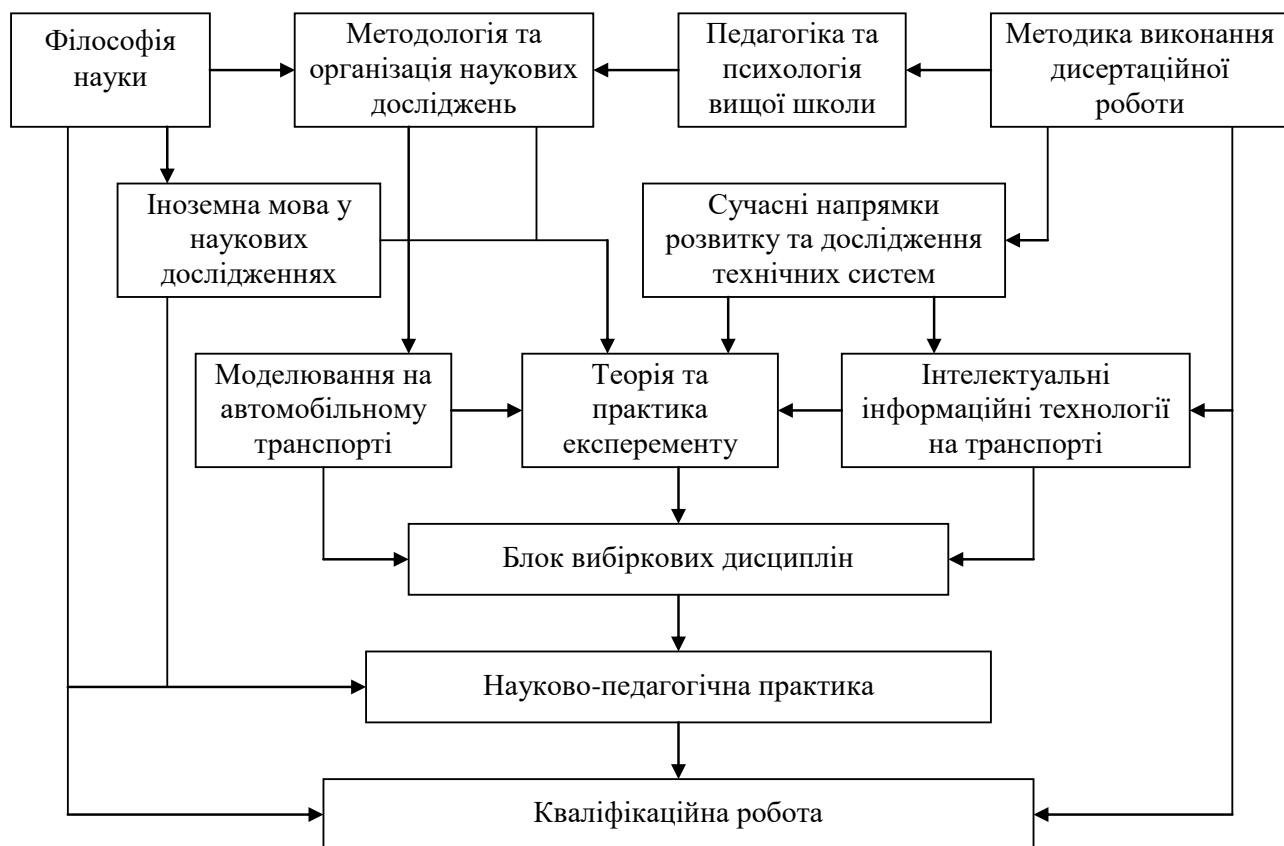 Філософія
науки
Методологія та
організація наукових
досліджень
Педагогіка та
психологія
вищої школи
Методика виконання
дисертаційної
роботи
Іноземна мова у
наукових
дослідженнях
Сучасні напрямки
розвитку та дослідження
технічних систем
Моделювання на
автомобільному
транспорті
Теорія та
практика
експеременту
Інтелектуальні
інформаційні технології
на транспорті
Блок вибіркових дисциплін
Науково-педагогічна практика
Кваліфікаційна робота